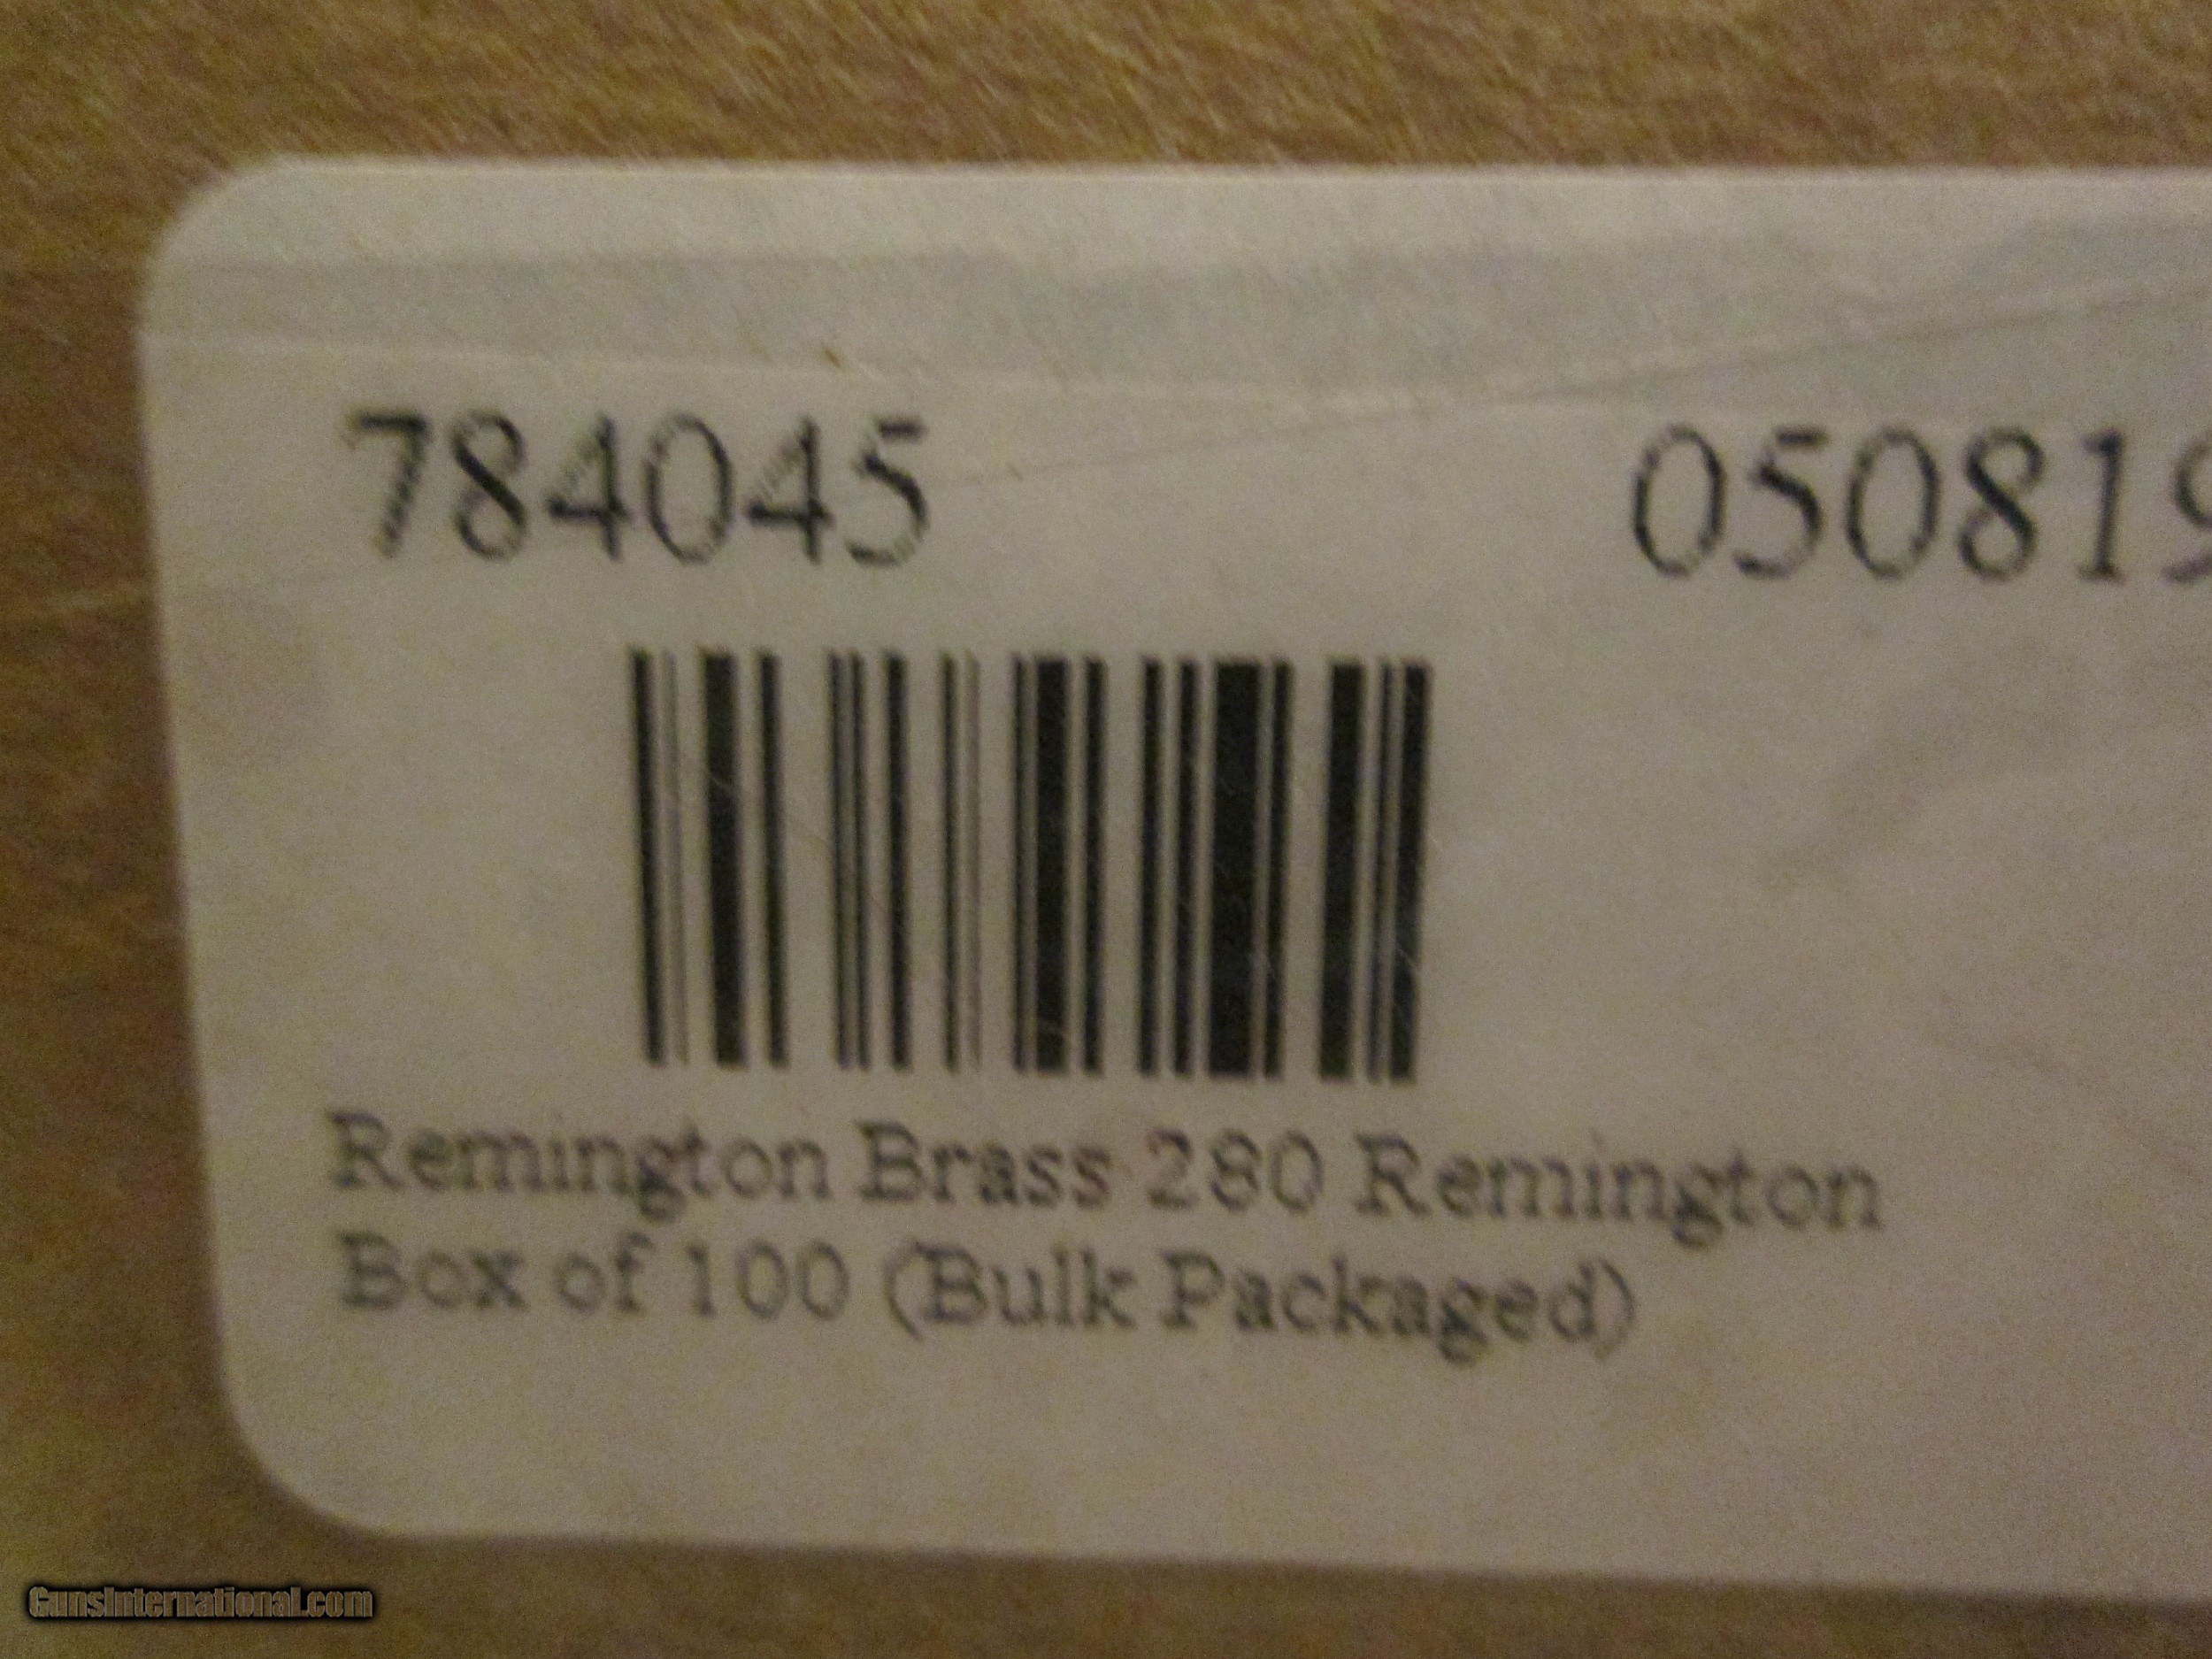 784045 050819
Remington Brass 280 Remington
Box of 100 (Bulk Packaged)
GunsInternational.com